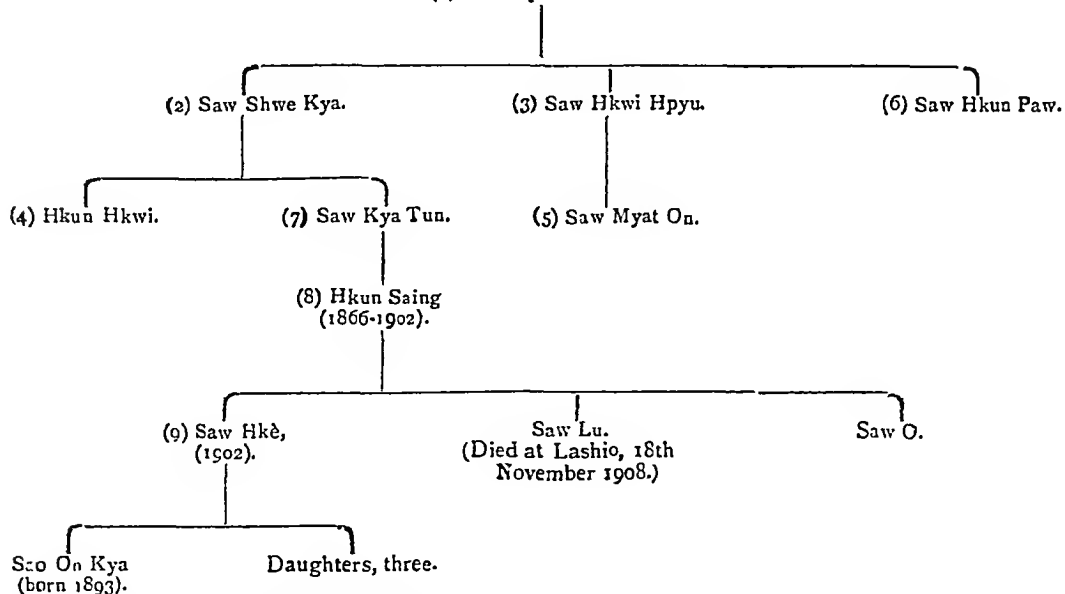 (2) Saw Shwe Kya.
(3) Saw Hkwi Hpyu.
(6) Saw Hkun Paw.
(4) Hkun Hkwi.
(7) Saw Kya Tun.
(5) Saw Myat On.
(8) Hkun Saing
(1866-1902).
(9) Saw Hkè,
(1902).
Saw Lu.
(Died at Lashio, 18th
November 1908.)
Saw O.
Sao On Kya
(born 1893).
Daughters, three.